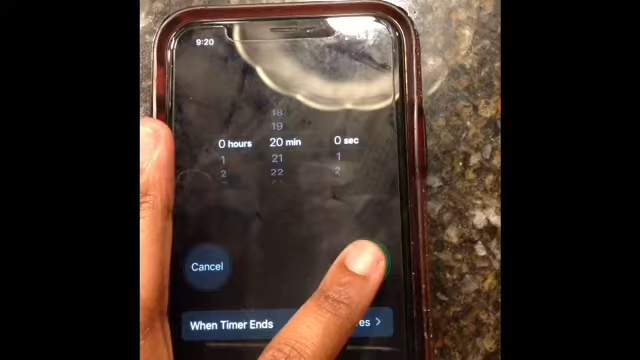 9:20
18
19
0 hours 20 min 0 sec
1 21 1
2 22 2
Cancel
When Timer Ends es >